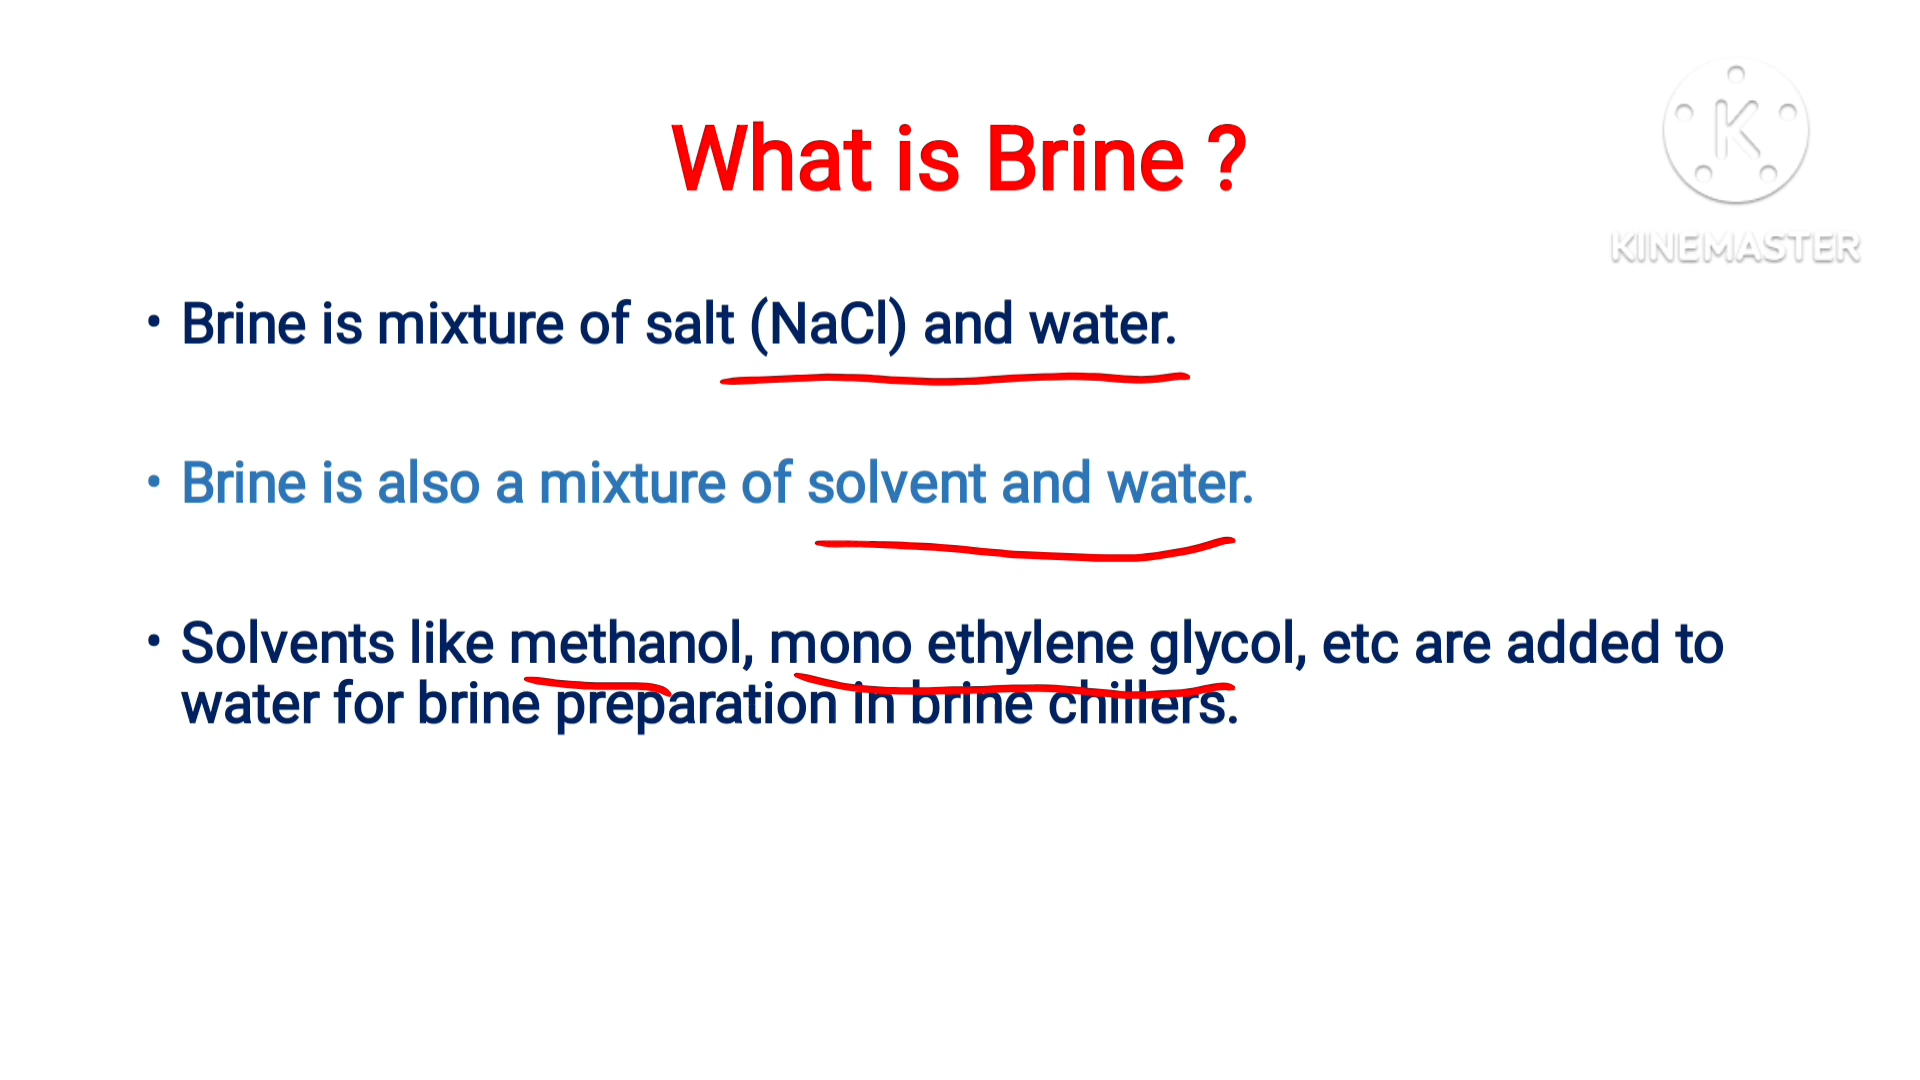 What is Brine ?
K
KINEMASTER
• Brine is mixture of salt (NaCl) and water.
• Brine is also a mixture of solvent and water.
• Solvents like methanol, mono ethylene glycol, etc are added to
water for brine preparation in brine chillers.